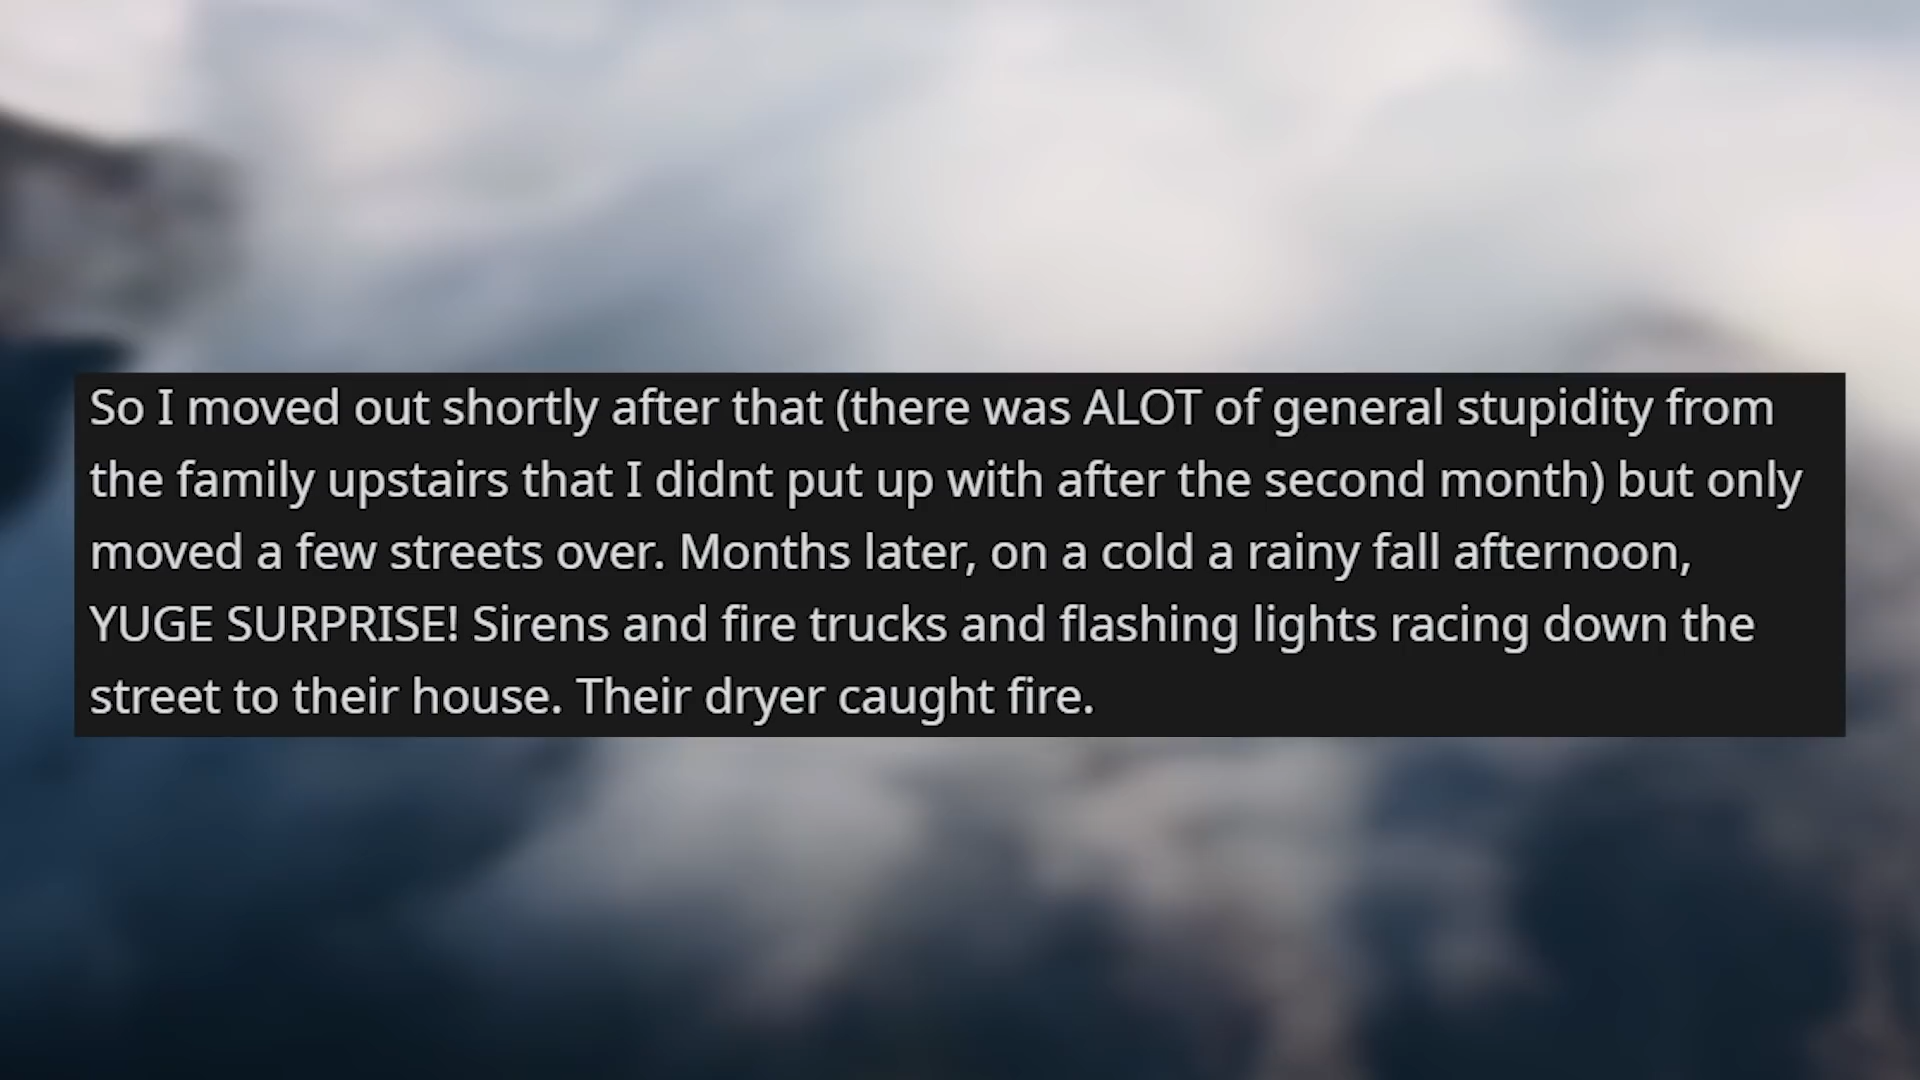 So I moved out shortly after that (there was ALOT of general stupidity from
the family upstairs that I didnt put up with after the second month) but only
moved a few streets over. Months later, on a cold a rainy fall afternoon,
YUGE SURPRISE! Sirens and fire trucks and flashing lights racing down the
street to their house. Their dryer caught fire.